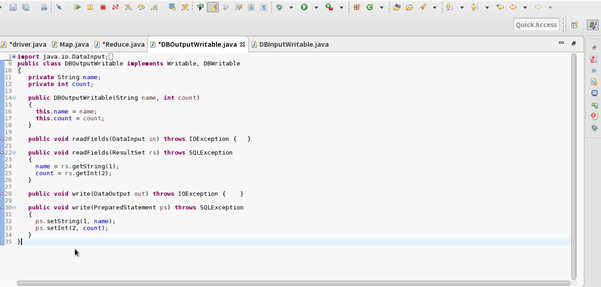 Quick Access
*driver.java
Map.java
*Reduce.java
*DBOutputWritable.java
DBInputWritable.java
1 import java.io.DataInput;
9 public class DBOutputWritable implements Writable, DBWritable
10 {
11 private String name;
12 private int count;
13
14 public DBOutputWritable(String name, int count)
15 {
16 this.name = name;
17 this.count = count;
18 }
19
20 public void readFields(DataInput in) throws IOException { }
21
22 public void readFields(ResultSet rs) throws SQLException
23 {
24 name = rs.getString(1);
25 count = rs.getInt(2);
26 }
27
28 public void write(DataOutput out) throws IOException { }
29
30 public void write(PreparedStatement ps) throws SQLException
31 {
32 ps.setString(1, name);
33 ps.setInt(2, count);
34 }
35 }